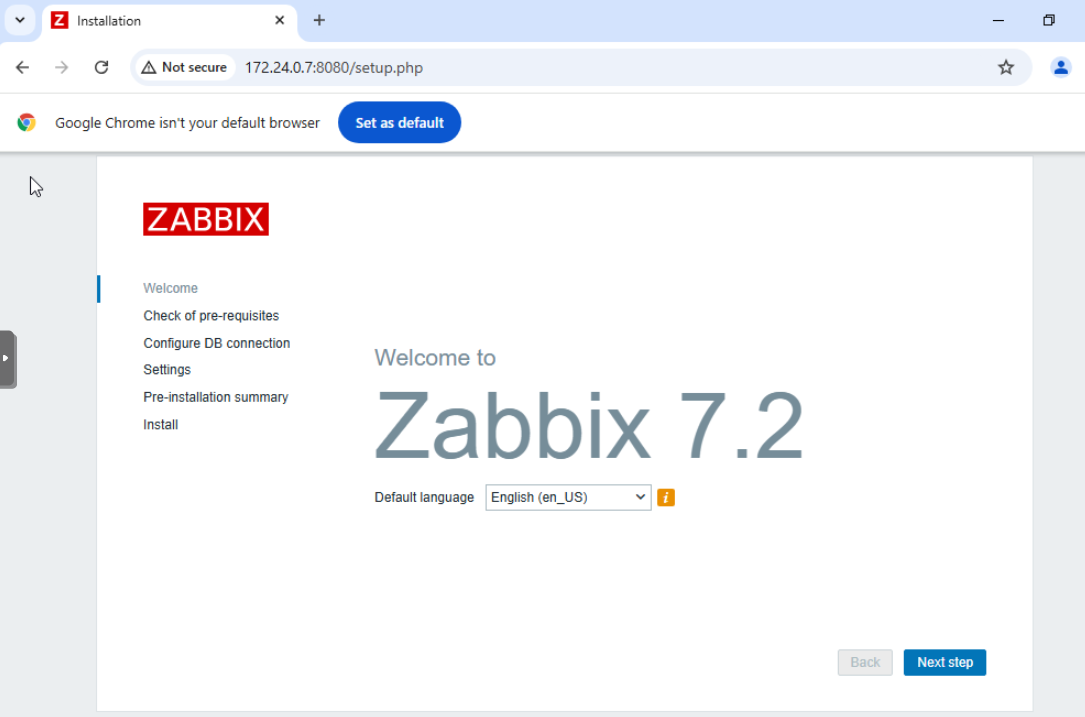 Z Installation
Not secure 172.24.0.7:8080/setup.php
Google Chrome isn't your default browser Set as default
ZABBIX
Welcome
Check of pre-requisites
Configure DB connection
Settings
Pre-installation summary
Install
Welcome to
Zabbix 7.2
Default language English (en_US) i
Back Next step